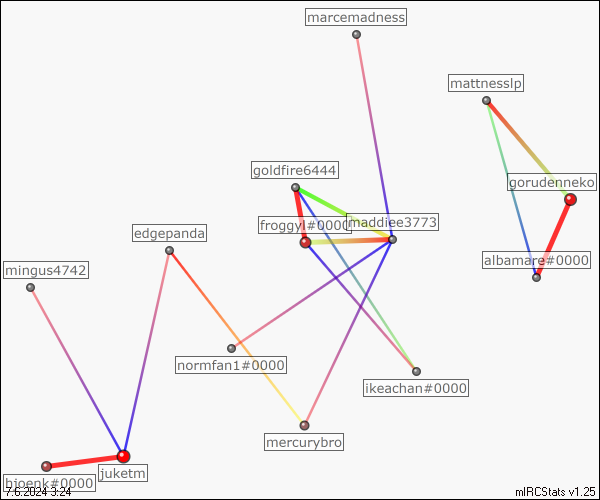 marcemadness
mattnesslp
goldfire6444
gorudenneko
froggyl#0000
maddiee3773
edgepanda
albamare#0000
mingus4742
normfan1#0000
ikeachan#0000
mercurybro
juketm
hjoenk#0000
7.6.2024 3:24
mIRCStats v1.25